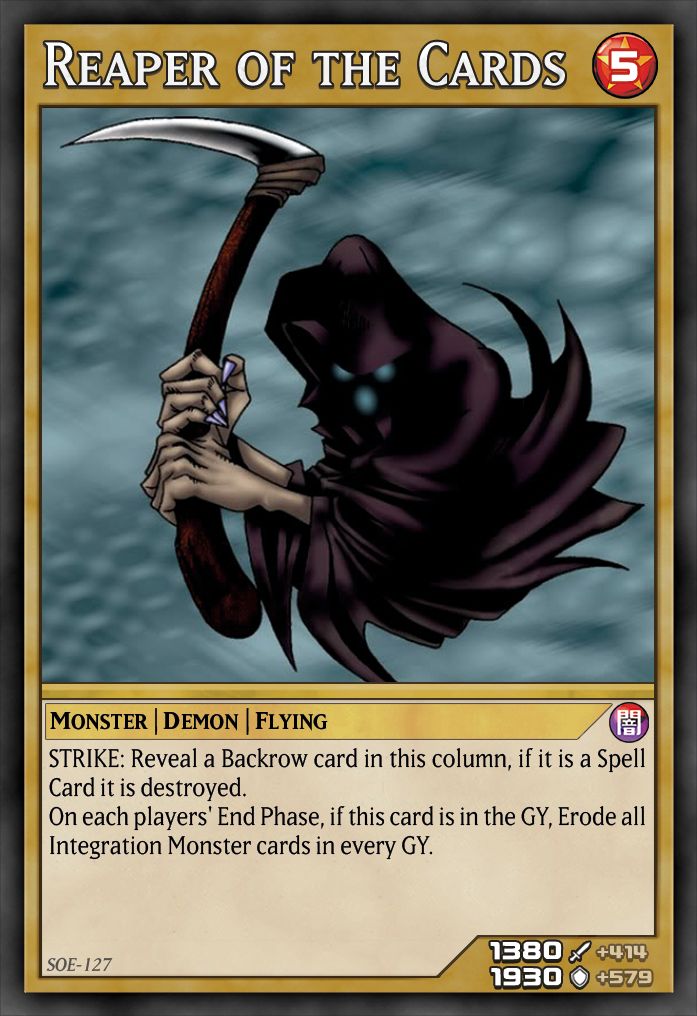 Reaper of the Cards
5
Monster | Demon | Flying
闇
STRIKE: Reveal a Backrow card in this column, if it is a Spell
Card it is destroyed.
On each players' End Phase, if this card is in the GY, Erode all
Integration Monster cards in every GY.
1380 +414
SOE-127
1930 +579